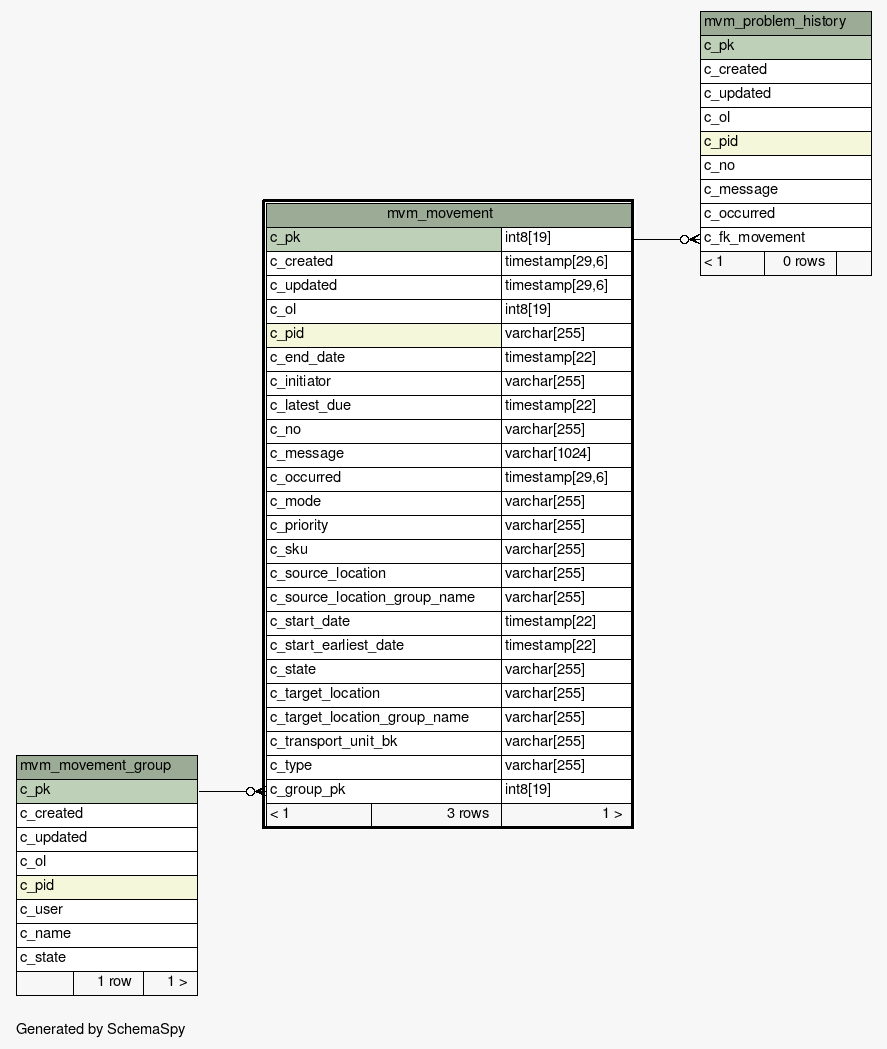 mvm_problem_history
c_pk
c_created
c_updated
c_ol
c_pid
c_no
c_message
c_occurred
c_fk_movement
< 1 0 rows
mvm_movement
c_pk int8[19]
c_created timestamp[29,6]
c_updated timestamp[29,6]
c_ol int8[19]
c_pid varchar[255]
c_end_date timestamp[22]
c_initiator varchar[255]
c_latest_due timestamp[22]
c_no varchar[255]
c_message varchar[1024]
c_occurred timestamp[29,6]
c_mode varchar[255]
c_priority varchar[255]
c_sku varchar[255]
c_source_location varchar[255]
c_source_location_group_name varchar[255]
c_start_date timestamp[22]
c_start_earliest_date timestamp[22]
c_state varchar[255]
c_target_location varchar[255]
c_target_location_group_name varchar[255]
c_transport_unit_bk varchar[255]
c_type varchar[255]
c_group_pk int8[19]
< 1 3 rows 1 >
mvm_movement_group
c_pk
c_created
c_updated
c_ol
c_pid
c_user
c_name
c_state
1 row 1 >
Generated by SchemaSpy